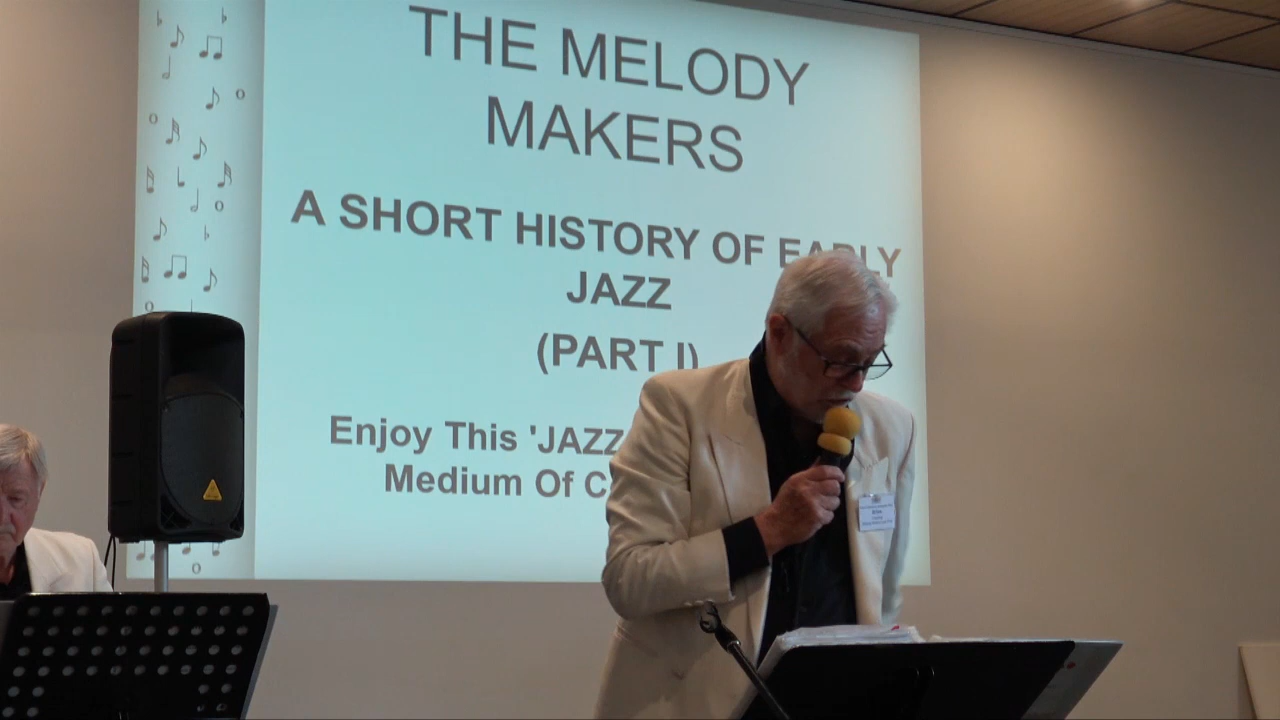 THE MELODY
MAKERS
A SHORT HISTORY OF EARLY
JAZZ
(PART I)
Enjoy This 'JAZZ
Medium Of